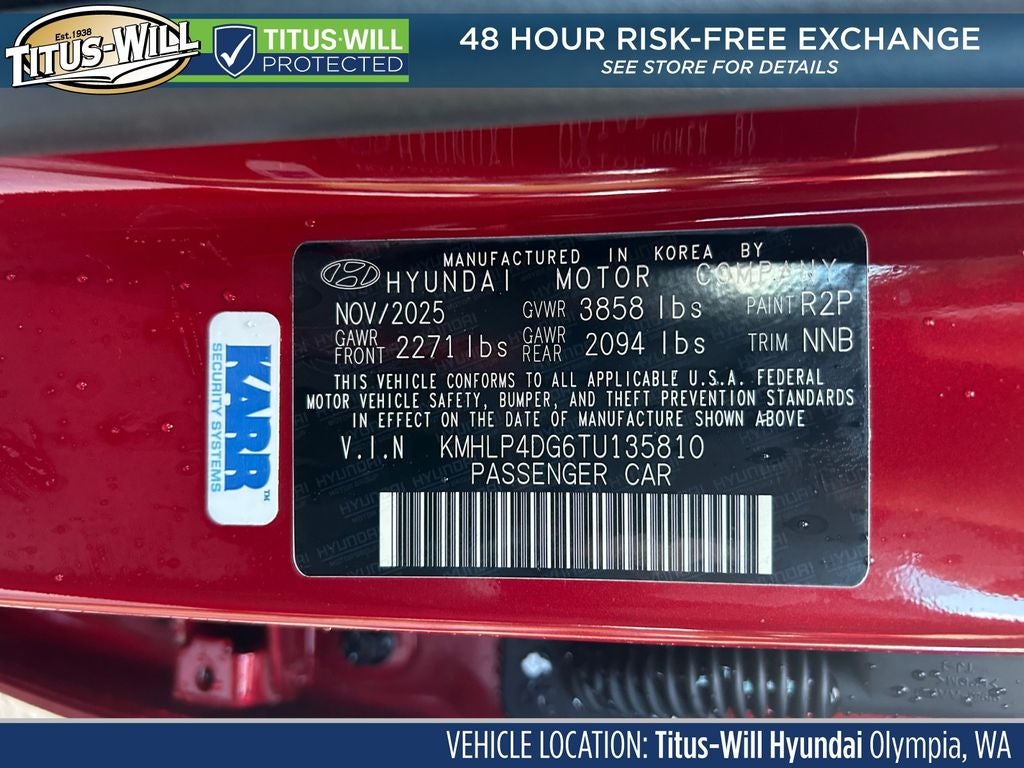 Est. 1938
TITUS-WILL
TITUS-WILL
PROTECTED
48 HOUR RISK-FREE EXCHANGE
SEE STORE FOR DETAILS
MANUFACTURED IN KOREA BY
HYUNDAI MOTOR COMPANY
NOV/2025 GVWR 3858 lbs PAINT R2P
GAWR FRONT 2271 lbs GAWR REAR 2094 lbs TRIM NNB
THIS VEHICLE CONFORMS TO ALL APPLICABLE U.S.A. FEDERAL
MOTOR VEHICLE SAFETY, BUMPER, AND THEFT PREVENTION STANDARDS
IN EFFECT ON THE DATE OF MANUFACTURE SHOWN ABOVE
V.I.N KMHLP4DG6TU135810
PASSENGER CAR
KARR™
SECURITY SYSTEMS
VEHICLE LOCATION: Titus-Will Hyundai Olympia, WA